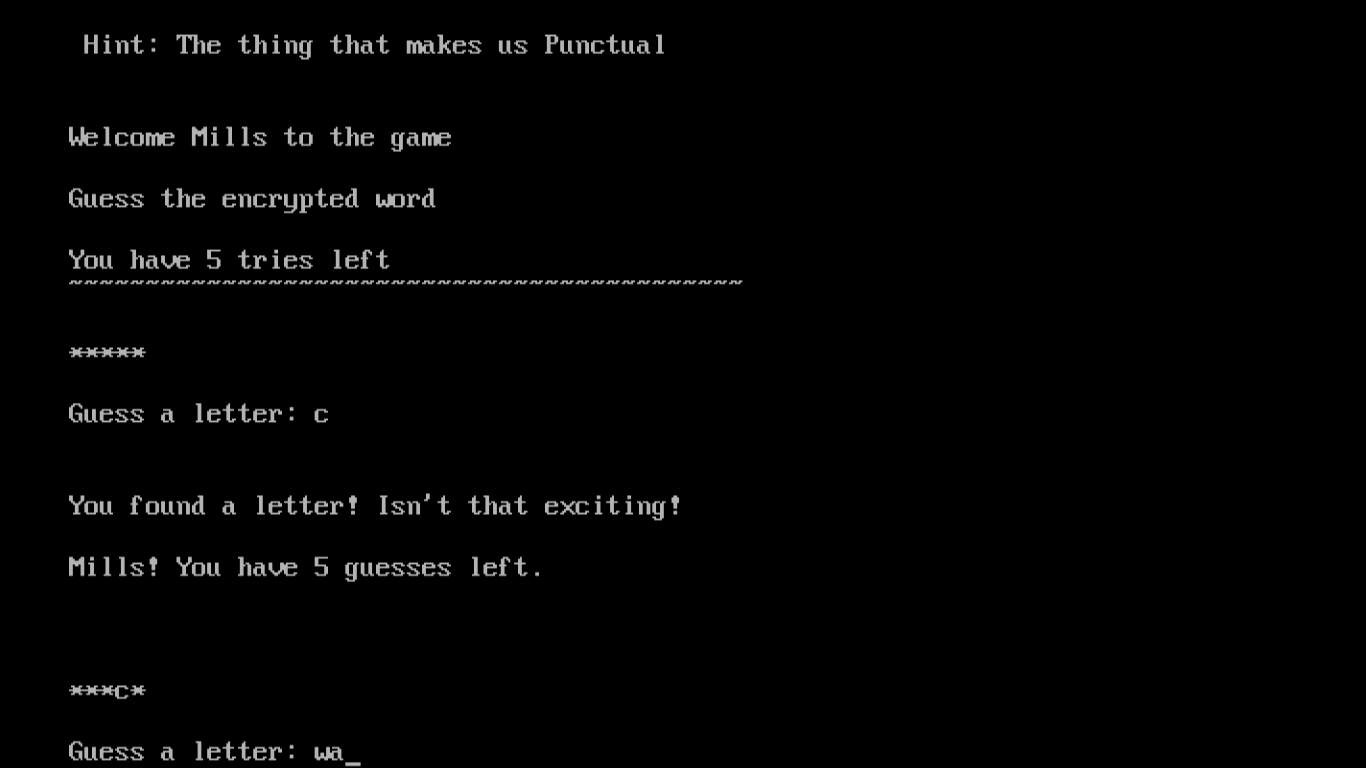 Hint: The thing that makes us Punctual
Welcome Mills to the game
Guess the encrypted word
You have 5 tries left
~~~~~~~~~~~~~~~~~~~~~~~~~~~~~~~~~~~~~~~~~~~~
*****
Guess a letter: c
You found a letter! Isn't that exciting!
Mills! You have 5 guesses left.
***c*
Guess a letter: wa_